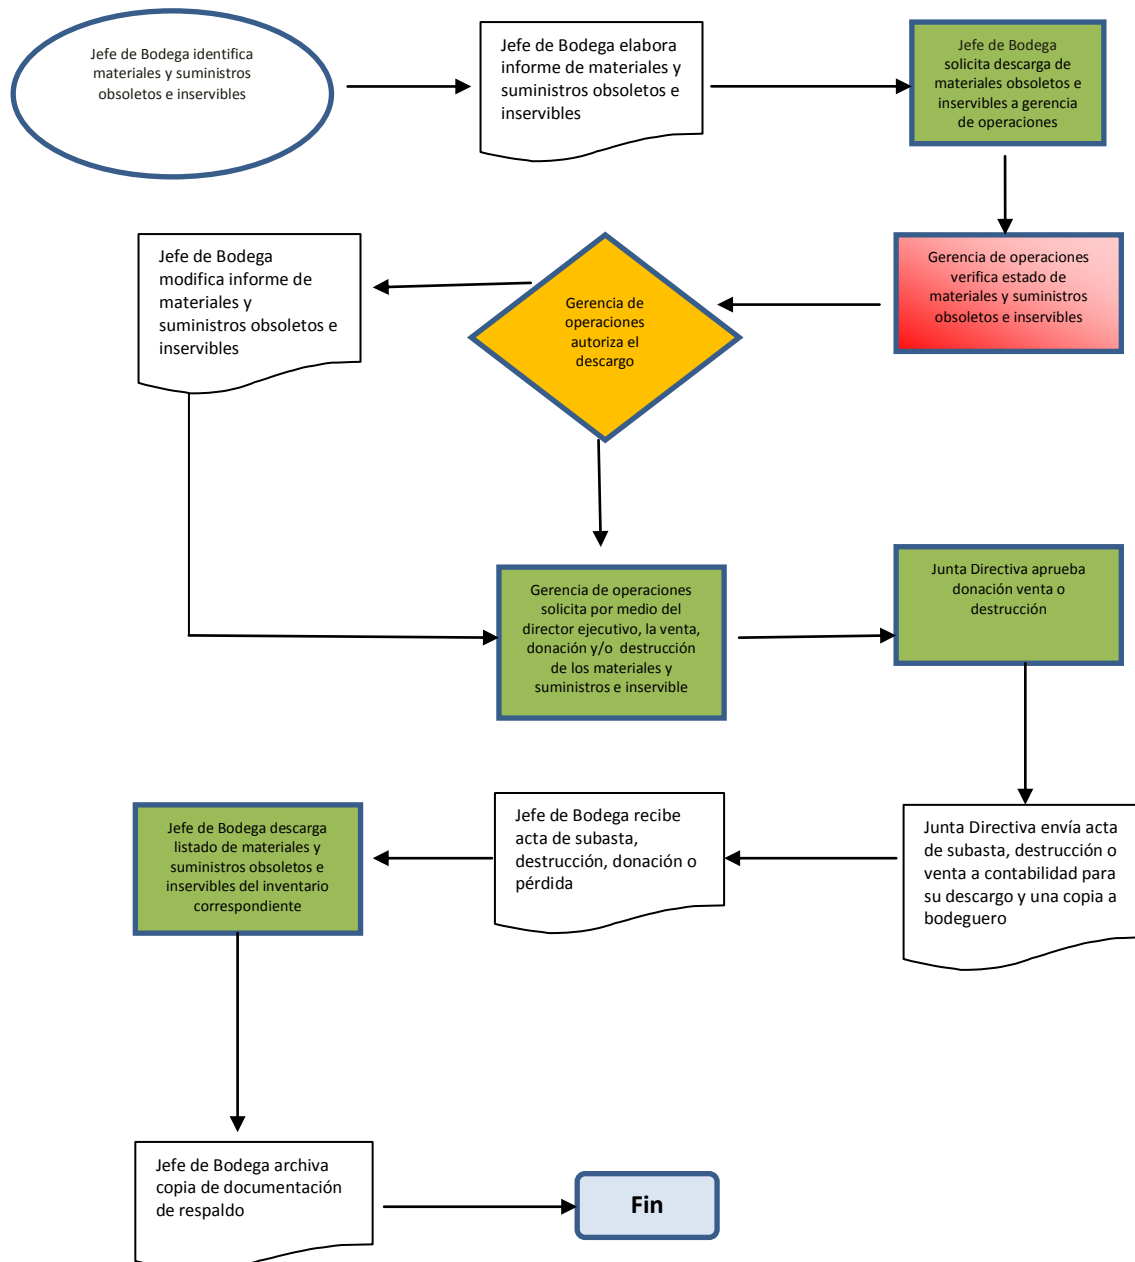 Jefe de Bodega identifica
materiales y suministros
obsoletos e inservibles
Jefe de Bodega elabora
informe de materiales y
suministros obsoletos e
inservibles
Jefe de Bodega
solicita descarga de
materiales obsoletos e
inservibles a gerencia
de operaciones
Gerencia de operaciones
verifica estado de
materiales y suministros
obsoletos e inservibles
Gerencia de
operaciones
autoriza el
descargo
Jefe de Bodega
modifica informe de
materiales y
suministros obsoletos e
inservibles
Gerencia de operaciones
solicita por medio del
director ejecutivo, la venta,
donación y/o destrucción
de los materiales y
suministros e inservible
Junta Directiva aprueba
donación venta o
destrucción
Junta Directiva envía acta
de subasta, destrucción o
venta a contabilidad para
su descargo y una copia a
bodeguero
Jefe de Bodega recibe
acta de subasta,
destrucción, donación o
pérdida
Jefe de Bodega descarga
listado de materiales y
suministros obsoletos e
inservibles del inventario
correspondiente
Jefe de Bodega archiva
copia de documentación
de respaldo
Fin